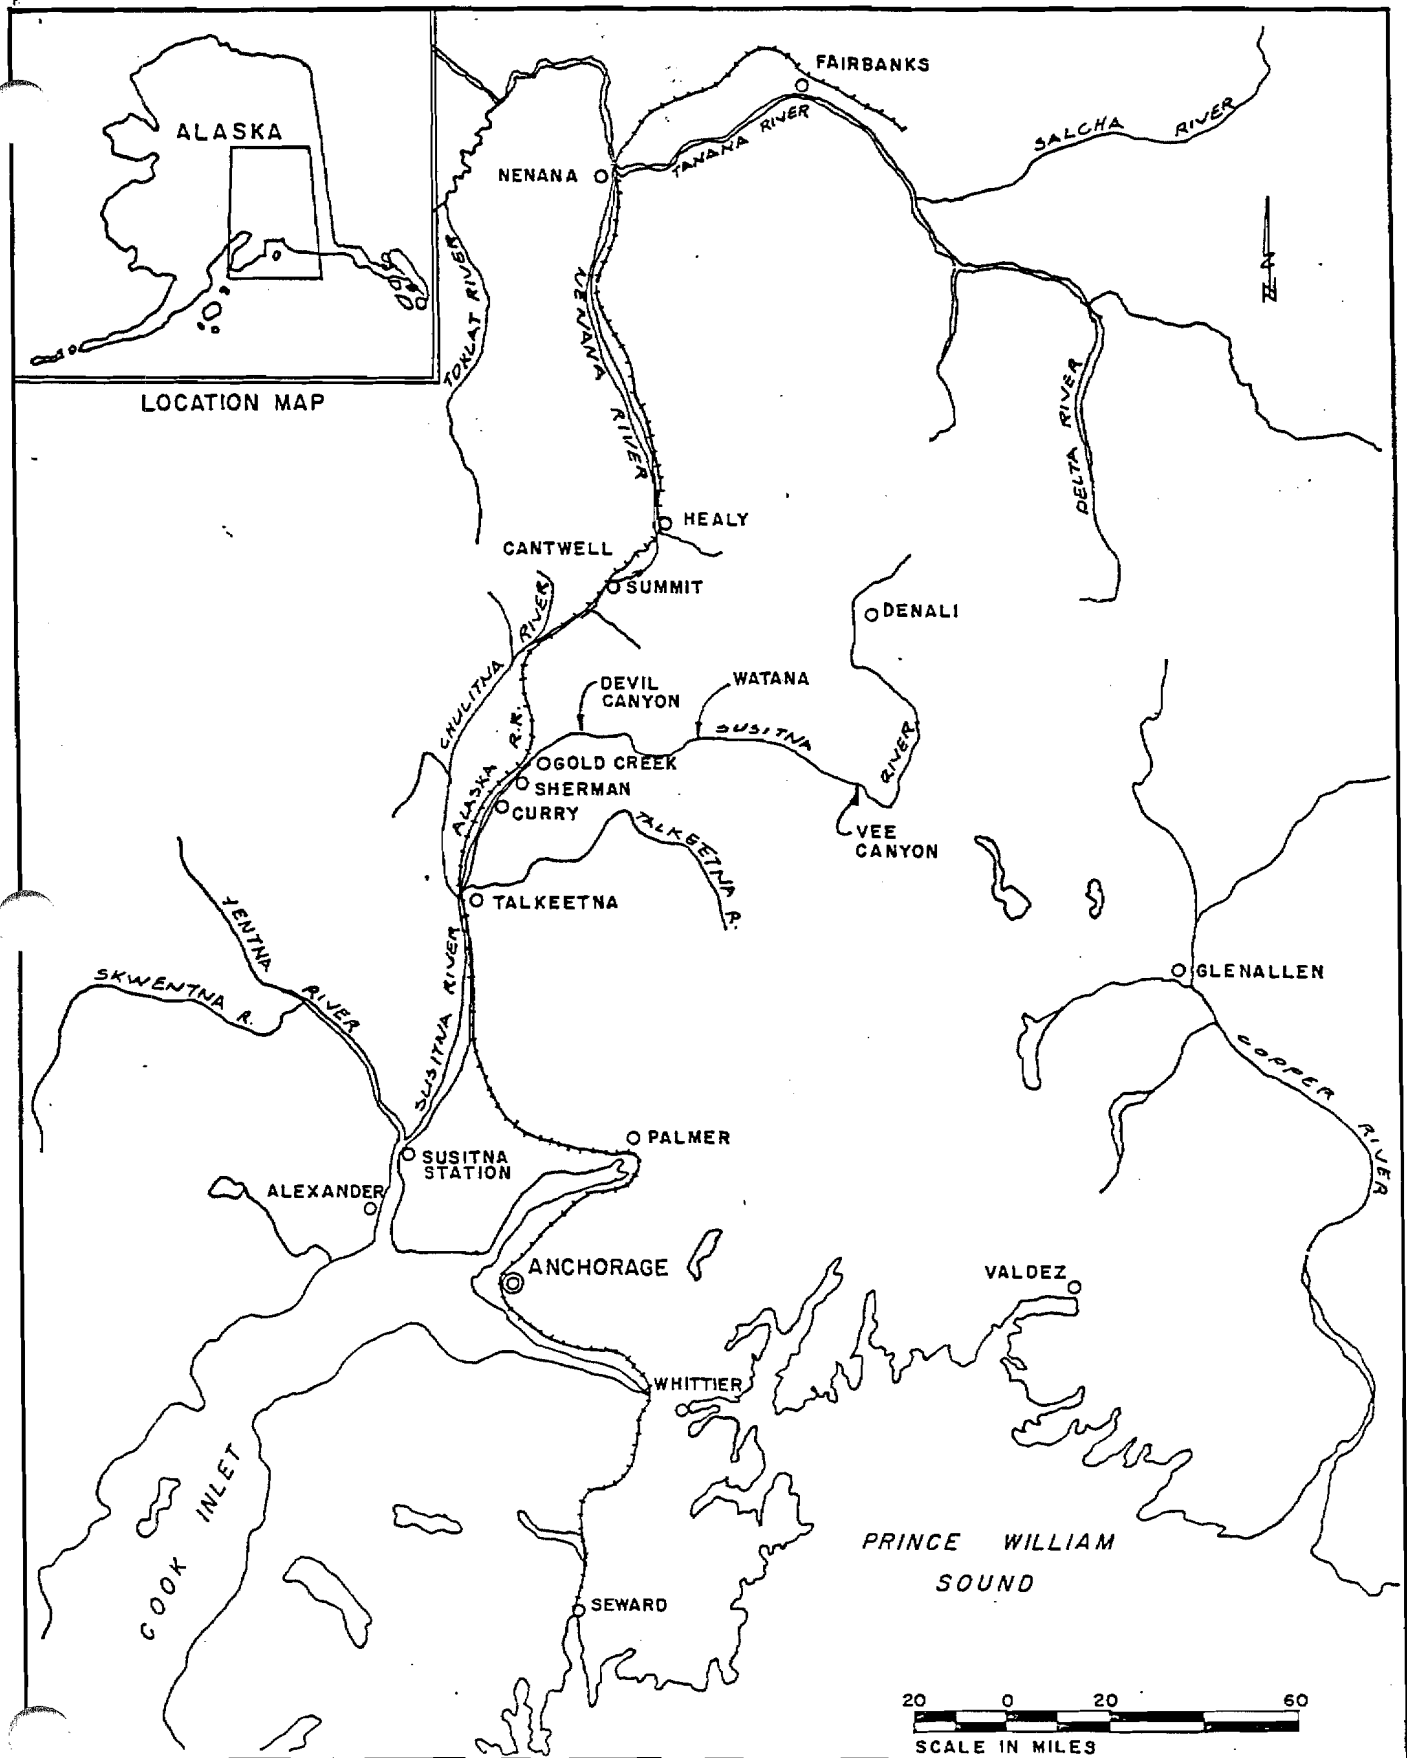 ALASKA
LOCATION MAP
FAIRBANKS
SALCHA RIVER
TANANA RIVER
NENANA
N
TOKLAT RIVER
NENANA RIVER
DELTA RIVER
HEALY
CANTWELL
SUMMIT
DENALI
CHULITNA RIVER
DEVIL
CANYON
WATANA
SUSITNA RIVER
ALASKA R.R.
GOLD CREEK
SHERMAN
CURRY
VEE
CANYON
TALKEETNA R.
TALKEETNA
YENTNA RIVER
SKWENTNA R.
SUSITNA RIVER
GLENALLEN
COPPER RIVER
PALMER
SUSITNA
STATION
ALEXANDER
ANCHORAGE
VALDEZ
WHITTIER
COOK INLET
PRINCE WILLIAM
SOUND
SEWARD
20 0 20 60
SCALE IN MILES